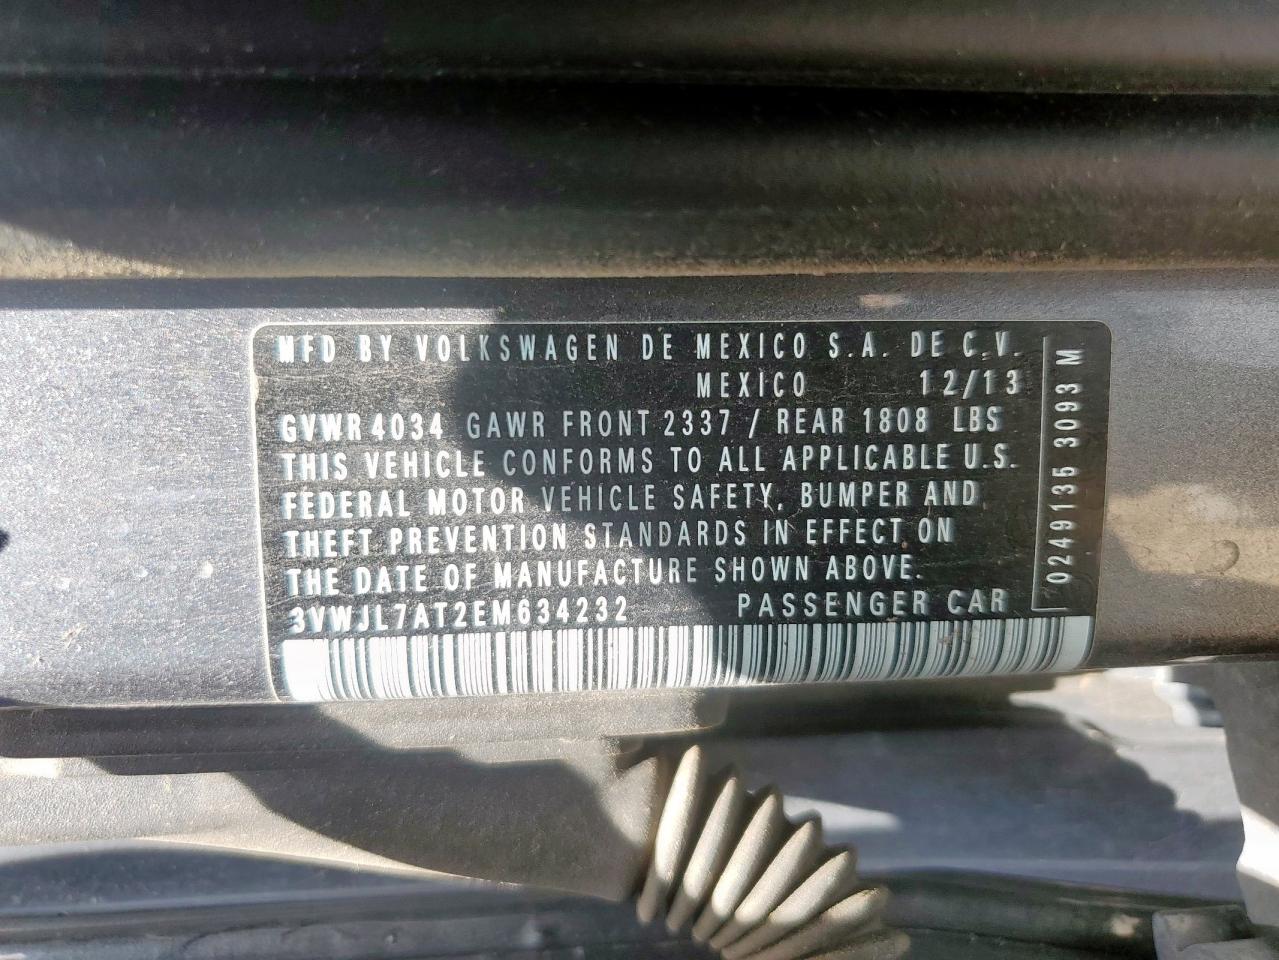 MFD BY VOLKSWAGEN DE MEXICO S.A. DE C.V.
MEXICO 12/13
GVWR 4034 GAWR FRONT 2337 / REAR 1808 LBS
THIS VEHICLE CONFORMS TO ALL APPLICABLE U.S.
FEDERAL MOTOR VEHICLE SAFETY, BUMPER AND
THEFT PREVENTION STANDARDS IN EFFECT ON
THE DATE OF MANUFACTURE SHOWN ABOVE.
3VWJL7AT2EM634232 PASSENGER CAR
0249135 3093 M